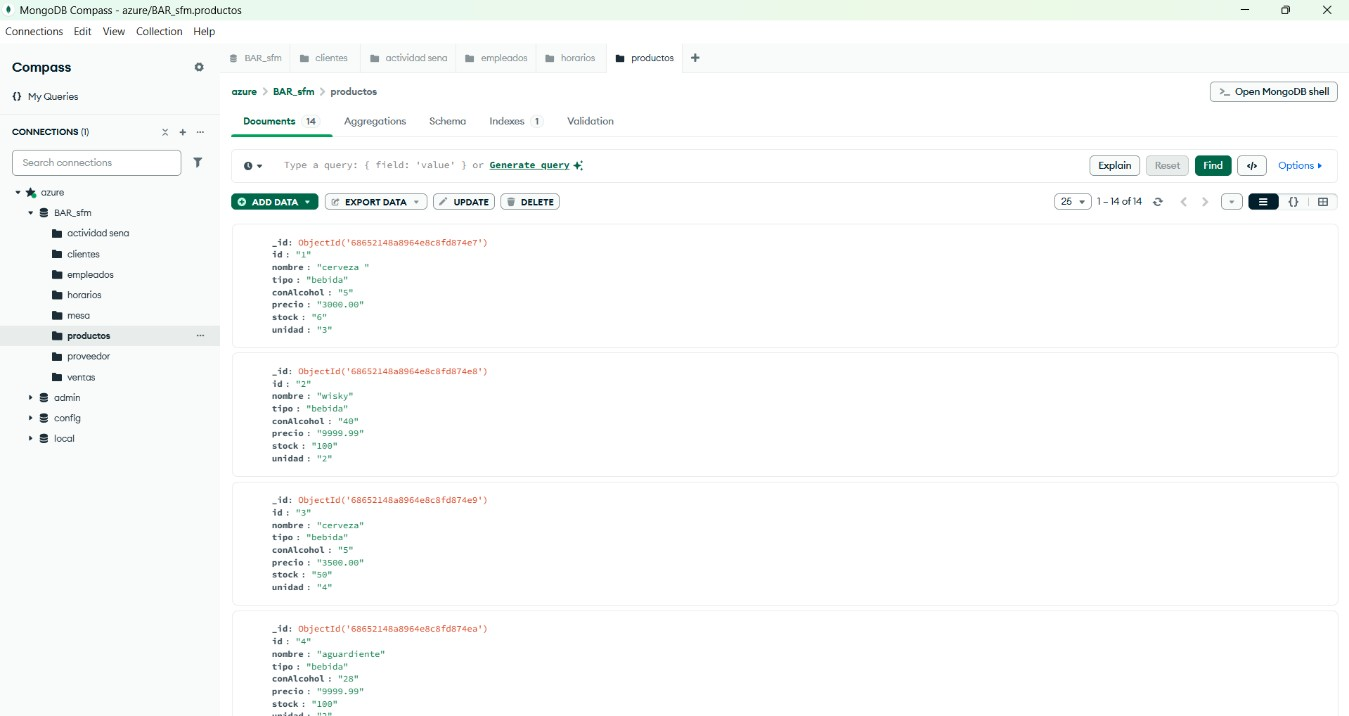 MongoDB Compass - azure/BAR_sfm.productos
Connections Edit View Collection Help
Compass
My Queries
CONNECTIONS (1)
Search connections
azure
BAR_sfm
actividad sena
clientes
empleados
horarios
mesa
productos
proveedor
ventas
admin
config
local
BAR_sfm clientes actividad sena empleados horarios productos
azure > BAR_sfm > productos
>_ Open MongoDB shell
Documents 14 Aggregations Schema Indexes 1 Validation
Type a query: { field: 'value' } or Generate query
Explain Reset Find </> Options
ADD DATA EXPORT DATA UPDATE DELETE
25 1 – 14 of 14 {}
_id: ObjectId('68652148a8964e8c8fd874e7')
id : "1"
nombre : "cerveza "
tipo : "bebida"
conAlcohol : "5"
precio : "3000.00"
stock : "6"
unidad : "3"
_id: ObjectId('68652148a8964e8c8fd874e8')
id : "2"
nombre : "wisky"
tipo : "bebida"
conAlcohol : "40"
precio : "9999.99"
stock : "100"
unidad : "2"
_id: ObjectId('68652148a8964e8c8fd874e9')
id : "3"
nombre : "cerveza"
tipo : "bebida"
conAlcohol : "5"
precio : "3500.00"
stock : "50"
unidad : "4"
_id: ObjectId('68652148a8964e8c8fd874ea')
id : "4"
nombre : "aguardiente"
tipo : "bebida"
conAlcohol : "28"
precio : "9999.99"
stock : "100"